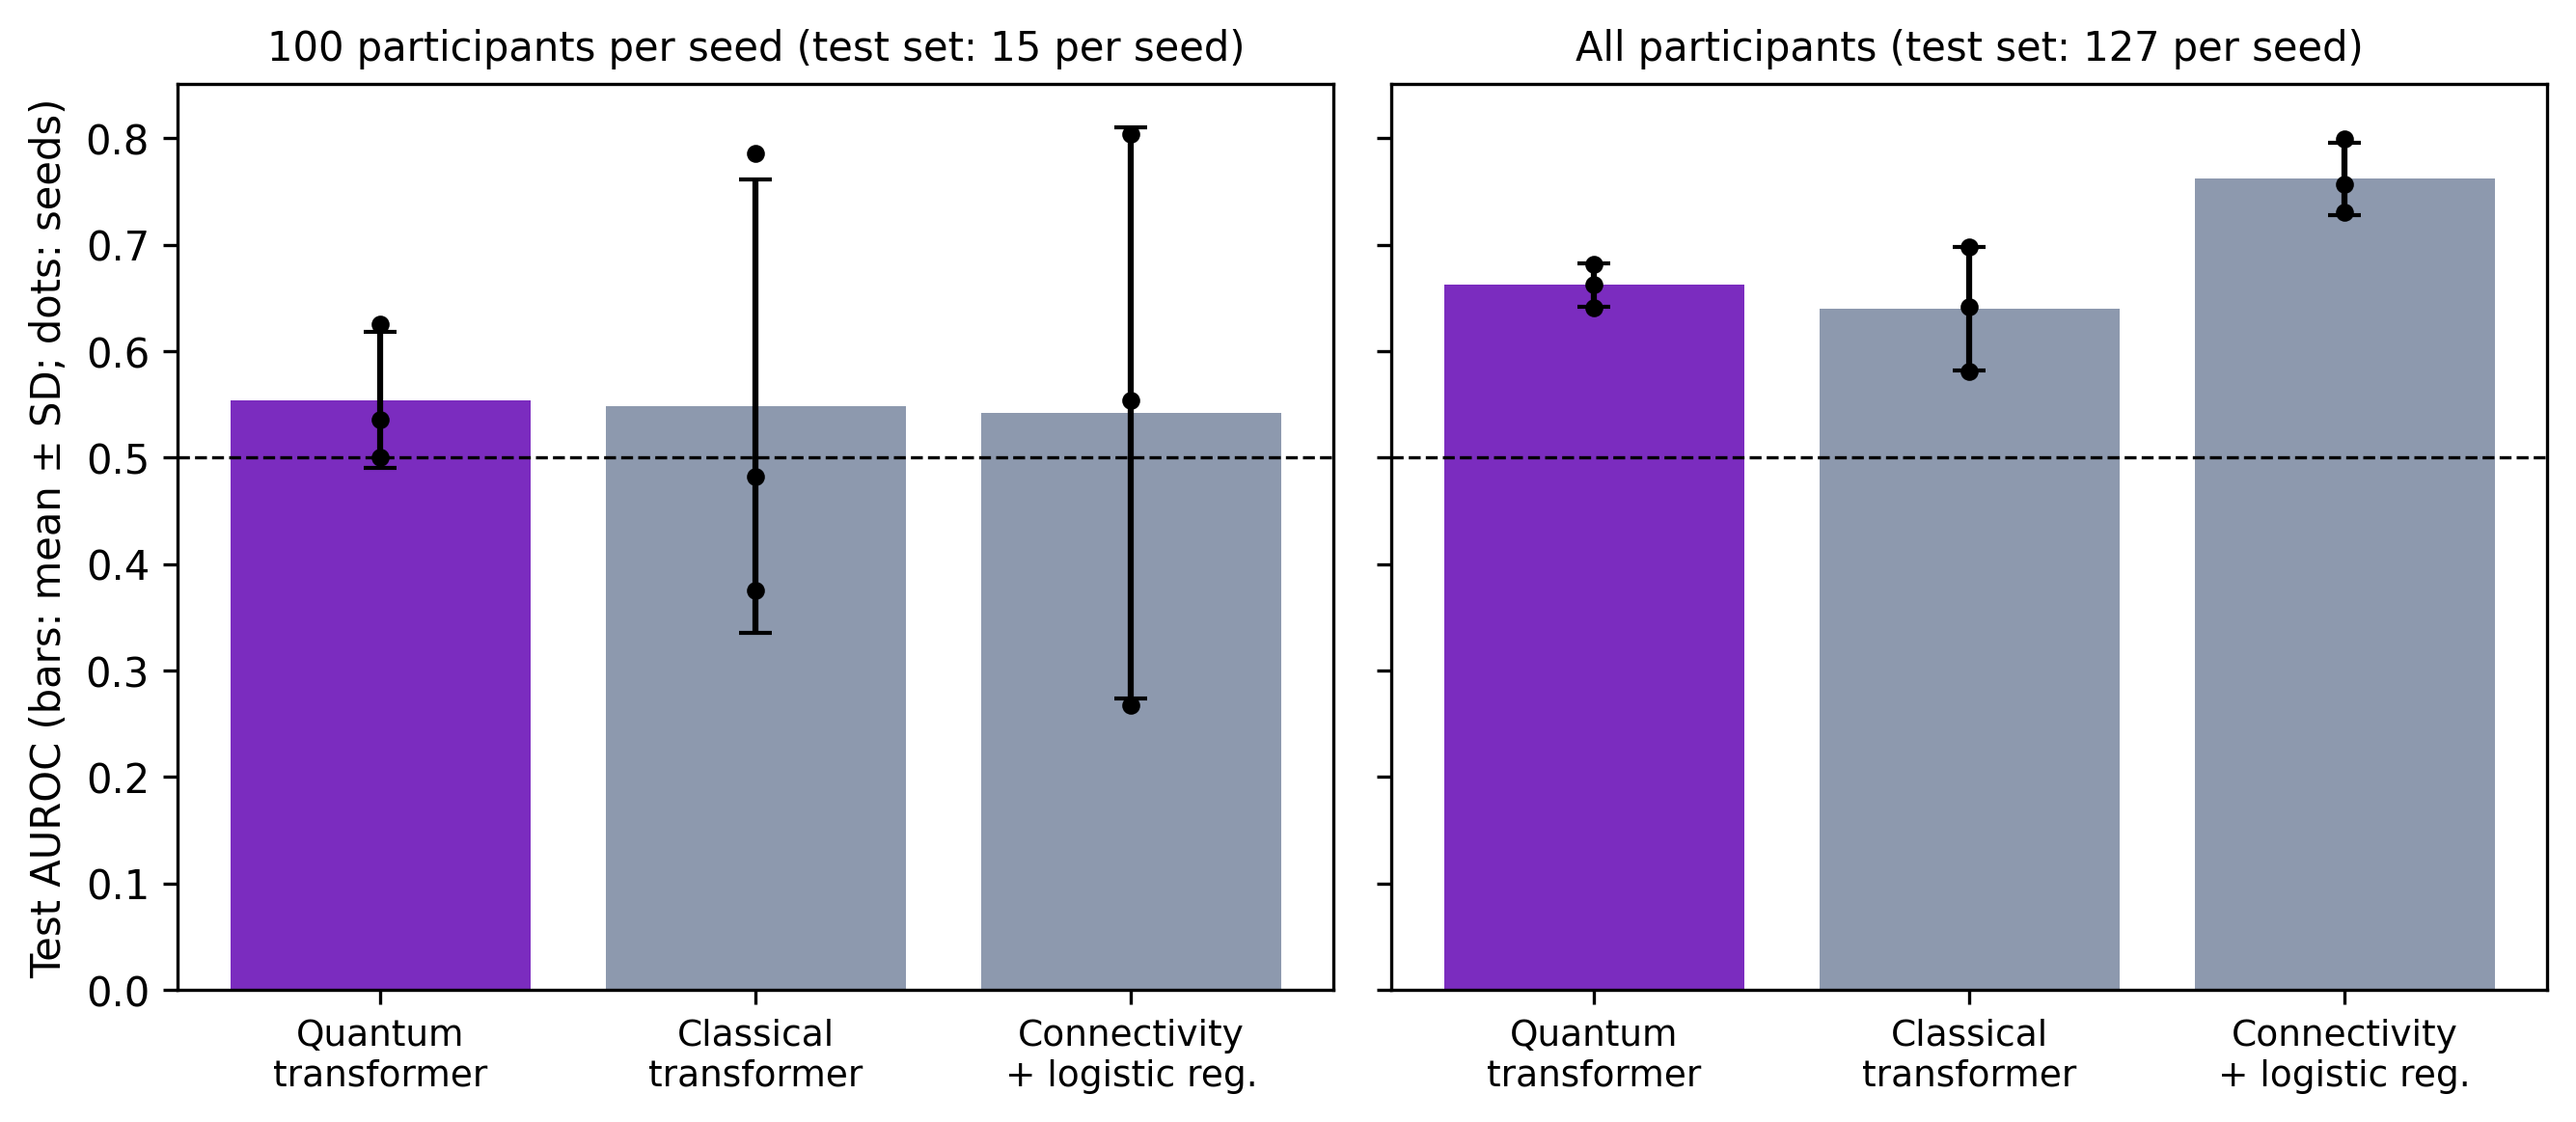 100 participants per seed (test set: 15 per seed)
All participants (test set: 127 per seed)
Test AUROC (bars: mean ± SD; dots: seeds)
0.8
0.7
0.6
0.5
0.4
0.3
0.2
0.1
0.0
Quantum
transformer
Classical
transformer
Connectivity
+ logistic reg.
Quantum
transformer
Classical
transformer
Connectivity
+ logistic reg.